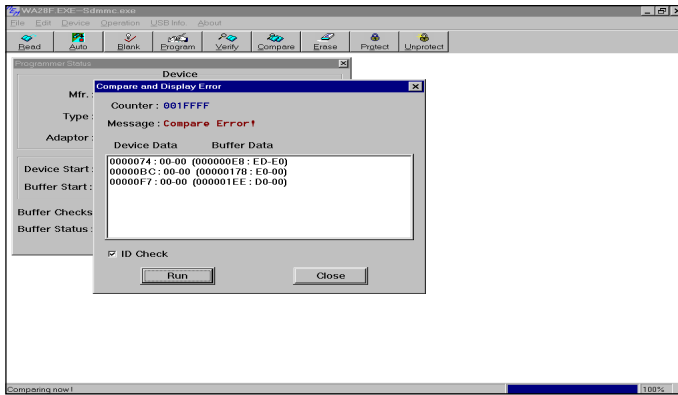 WA28F.EXE--Sdmmc.exe
File Edit Device Operation USB Info. About
Read Auto Blank Program Verify Compare Erase Protect Unprotect
Programmer Status
Device
Mfr. :
Type :
Adaptor :
Device Start :
Buffer Start :
Buffer Checks
Buffer Status :
Compare and Display Error
Counter : 001FFFF
Message : Compare Error!
Device Data Buffer Data
0000074 : 00-00 (000000E8 : ED-E0)
00000BC : 00-00 (00000178 : E0-00)
00000F7 : 00-00 (000001EE : D0-00)
ID Check
Run Close
Comparing now ! 100%